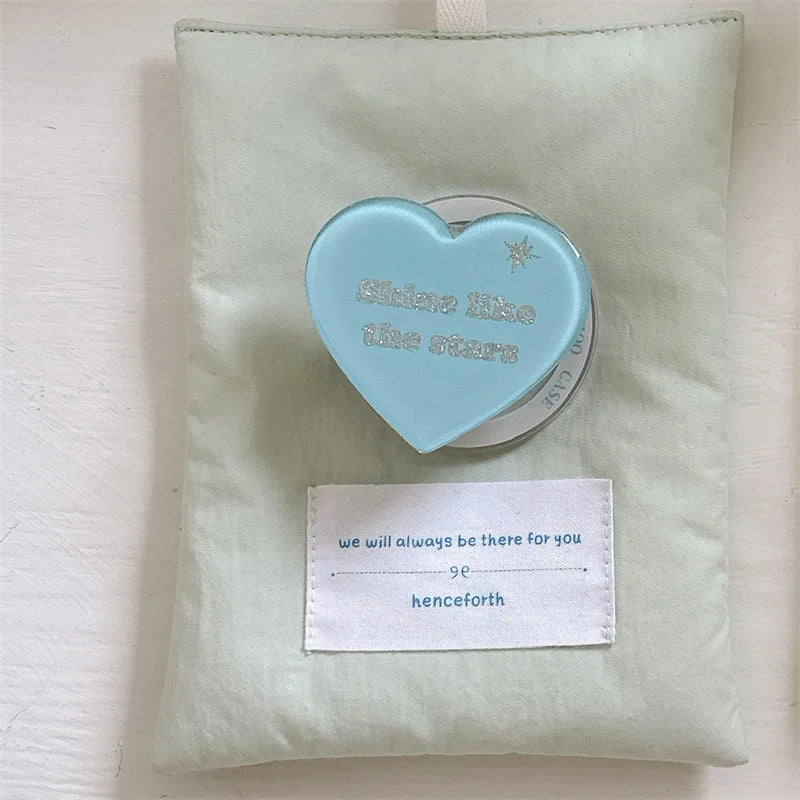 Shine like
the stars
CASE
we will always be there for you
henceforth